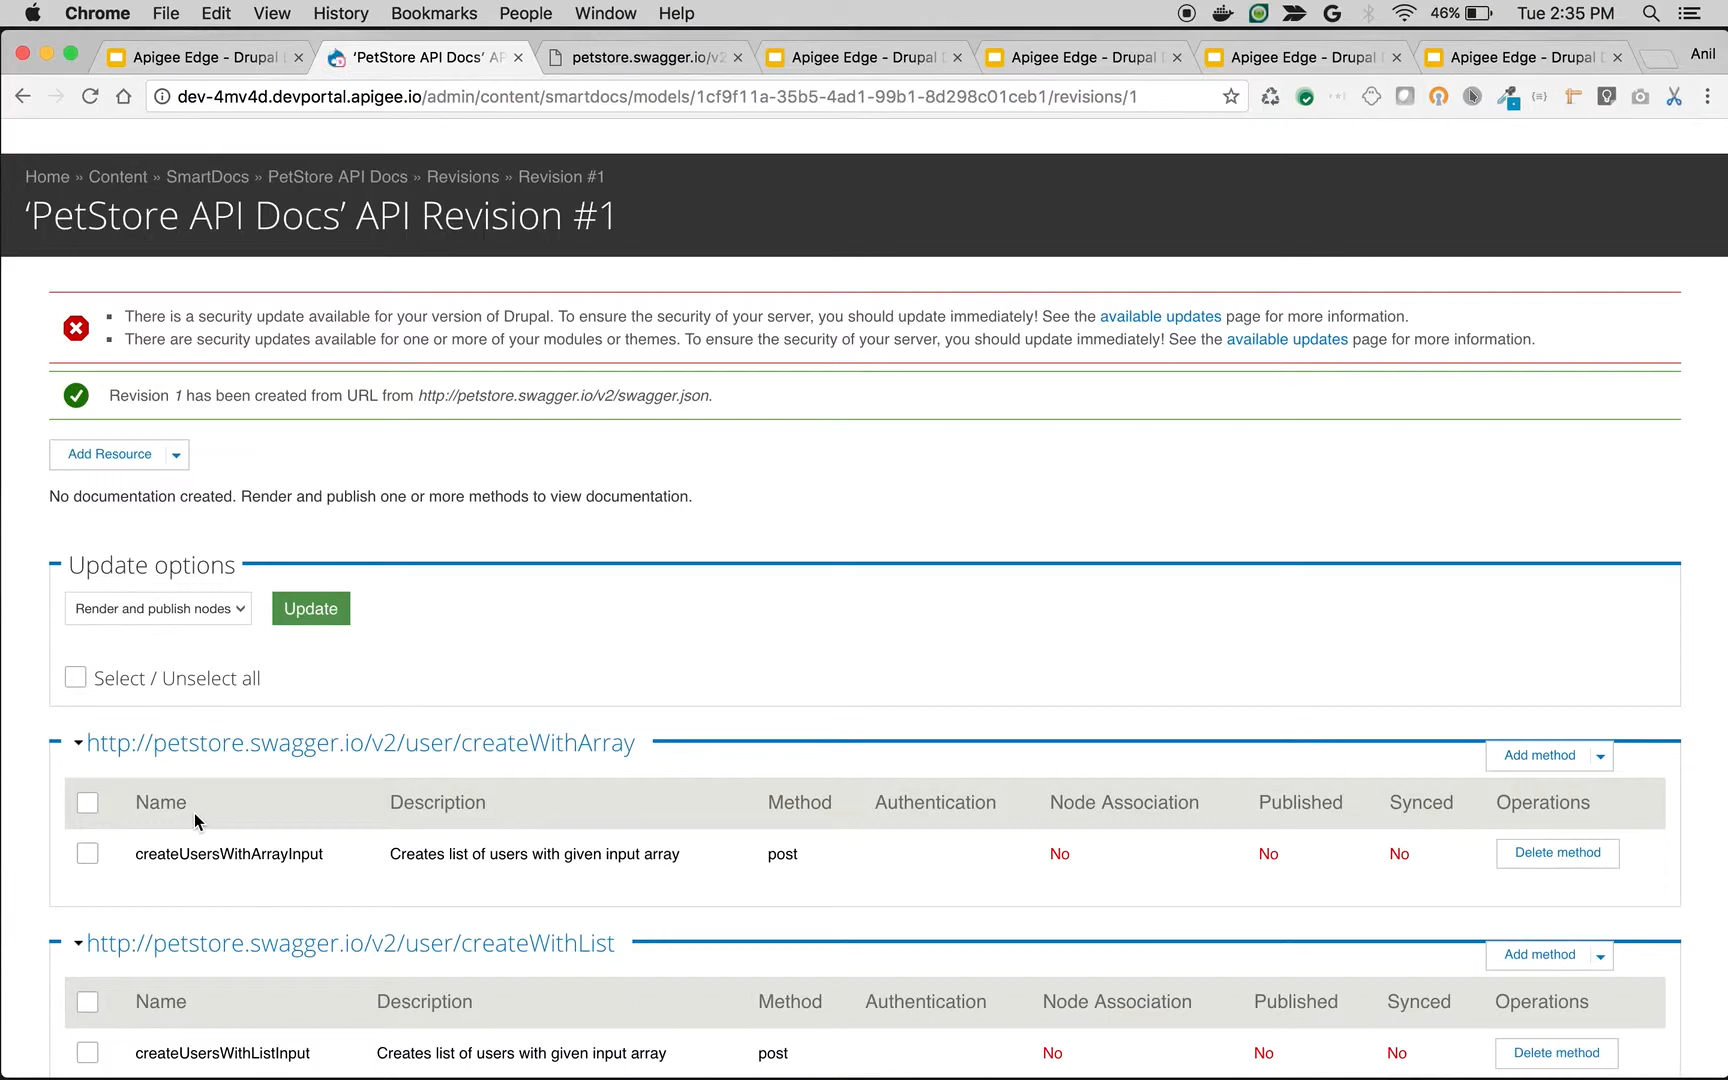 Chrome File Edit View History Bookmarks People Window Help 46% Tue 2:35 PM
Apigee Edge - Drupal 'PetStore API Docs' AP petstore.swagger.io/v2 Apigee Edge - Drupal Apigee Edge - Drupal Apigee Edge - Drupal Apigee Edge - Drupal Anil
dev-4mv4d.devportal.apigee.io/admin/content/smartdocs/models/1cf9f11a-35b5-4ad1-99b1-8d298c01ceb1/revisions/1
Home » Content » SmartDocs » PetStore API Docs » Revisions » Revision #1
‘PetStore API Docs’ API Revision #1
There is a security update available for your version of Drupal. To ensure the security of your server, you should update immediately! See the available updates page for more information.
There are security updates available for one or more of your modules or themes. To ensure the security of your server, you should update immediately! See the available updates page for more information.
Revision 1 has been created from URL from http://petstore.swagger.io/v2/swagger.json.
Add Resource
No documentation created. Render and publish one or more methods to view documentation.
Update options
Render and publish nodes Update
Select / Unselect all
http://petstore.swagger.io/v2/user/createWithArray
Add method
Name Description Method Authentication Node Association Published Synced Operations
createUsersWithArrayInput Creates list of users with given input array post No No No Delete method
http://petstore.swagger.io/v2/user/createWithList
Add method
Name Description Method Authentication Node Association Published Synced Operations
createUsersWithListInput Creates list of users with given input array post No No No Delete method